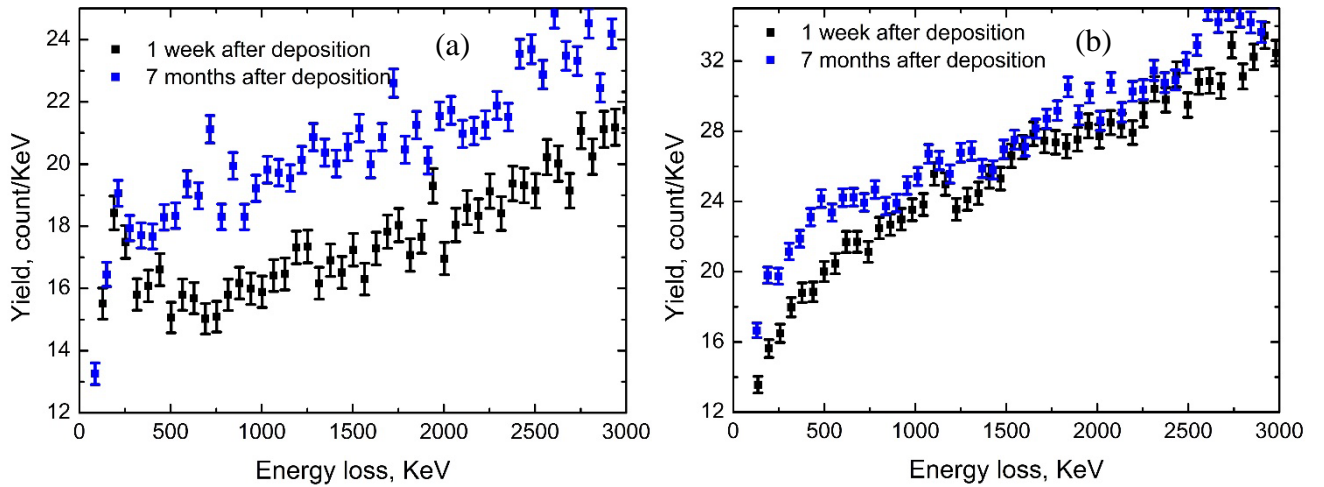 1 week after deposition
7 months after deposition
(a)
24
22
20
18
16
14
12
Yield, count/KeV
0 500 1000 1500 2000 2500 3000
Energy loss, KeV
1 week after deposition
7 months after deposition
(b)
32
28
24
20
16
12
Yield, count/KeV
0 500 1000 1500 2000 2500 3000
Energy loss, KeV